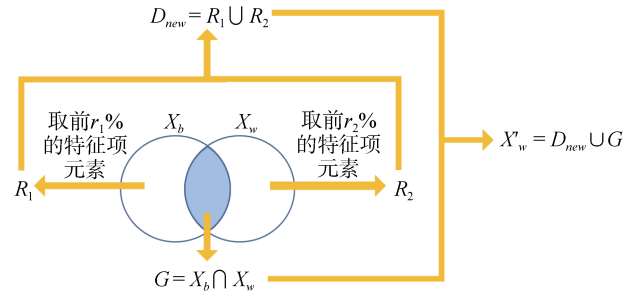 D_new = R_1 ∪ R_2
取前r_1%
的特征项
元素
X_b
X_w
取前r_2%
的特征项
元素
X'_w = D_new ∪ G
R_1
R_2
G = X_b ∩ X_w